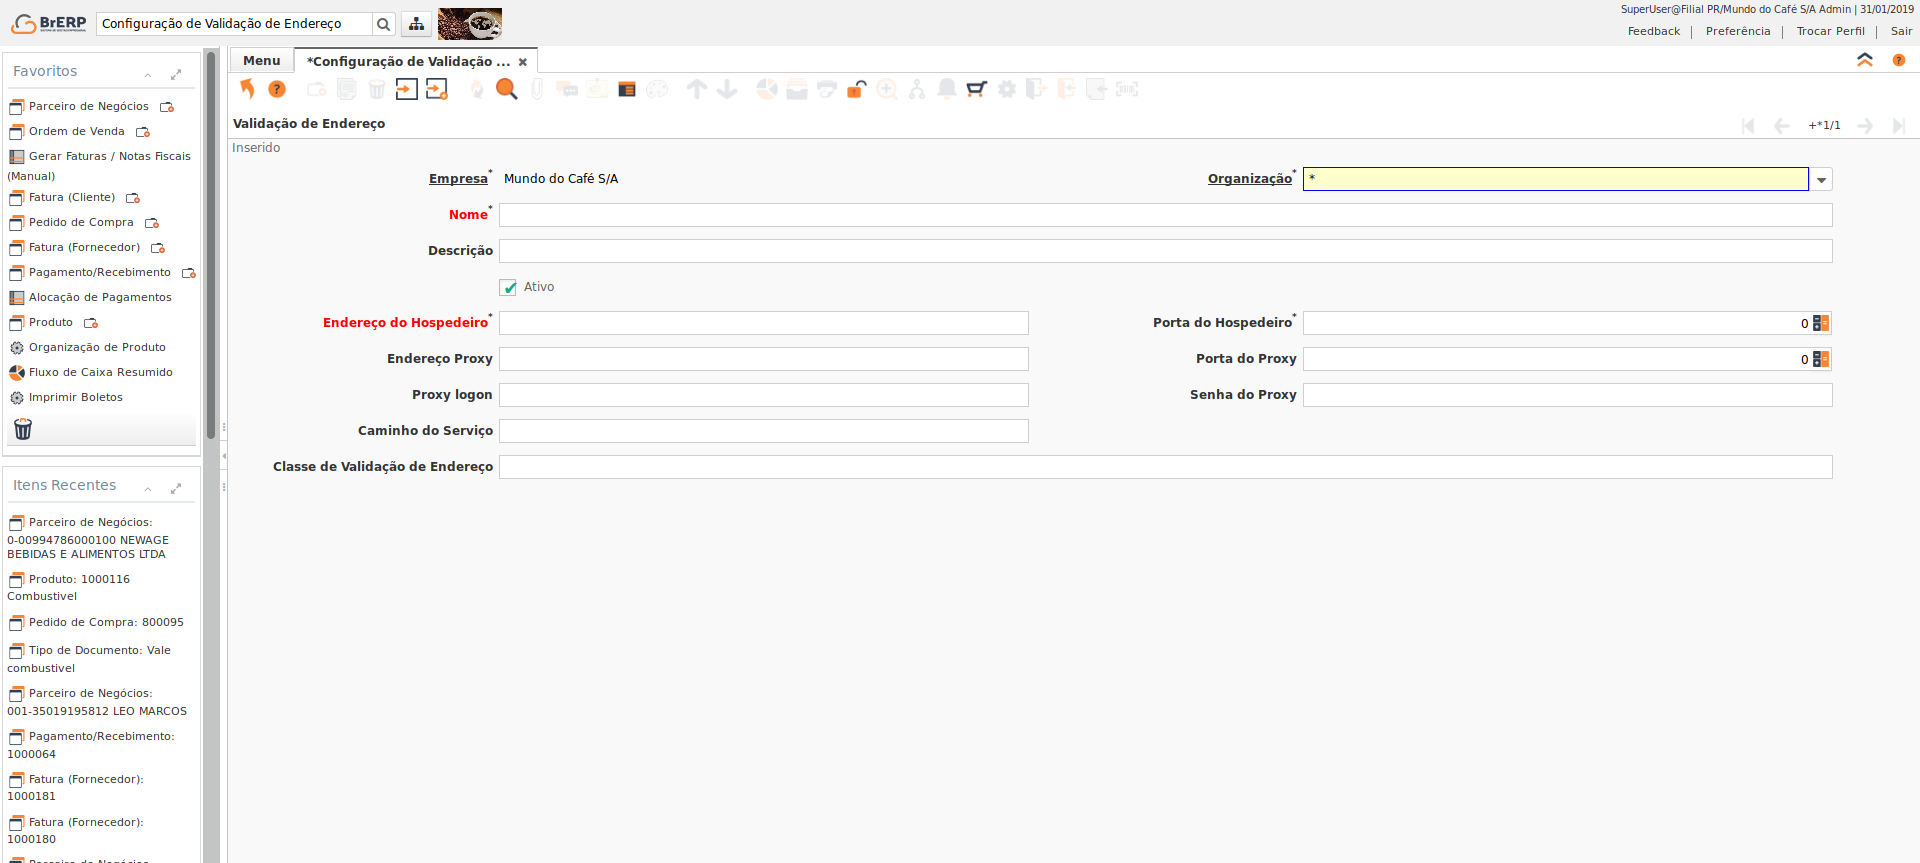 BrERP
Configuração de Validação de Endereço
SuperUser@Filial PR/Mundo do Café S/A Admin | 31/01/2019
Feedback | Preferência | Trocar Perfil | Sair
Favoritos
Parceiro de Negócios
Ordem de Venda
Gerar Faturas / Notas Fiscais
(Manual)
Fatura (Cliente)
Pedido de Compra
Fatura (Fornecedor)
Pagamento/Recebimento
Alocação de Pagamentos
Produto
Organização de Produto
Fluxo de Caixa Resumido
Imprimir Boletos
Itens Recentes
Parceiro de Negócios:
0-00994786000100 NEWAGE
BEBIDAS E ALIMENTOS LTDA
Produto: 1000116
Combustivel
Pedido de Compra: 800095
Tipo de Documento: Vale
combustivel
Parceiro de Negócios:
001-35019195812 LEO MARCOS
Pagamento/Recebimento:
1000064
Fatura (Fornecedor):
1000181
Fatura (Fornecedor):
1000180
Parceiro de Negócios
Menu
*Configuração de Validação ...
Validação de Endereço
+*1/1
Inserido
Empresa* Mundo do Café S/A
Organização* *
Nome*
Descrição
Ativo
Endereço do Hospedeiro*
Porta do Hospedeiro* 0
Endereço Proxy
Porta do Proxy 0
Proxy logon
Senha do Proxy
Caminho do Serviço
Classe de Validação de Endereço